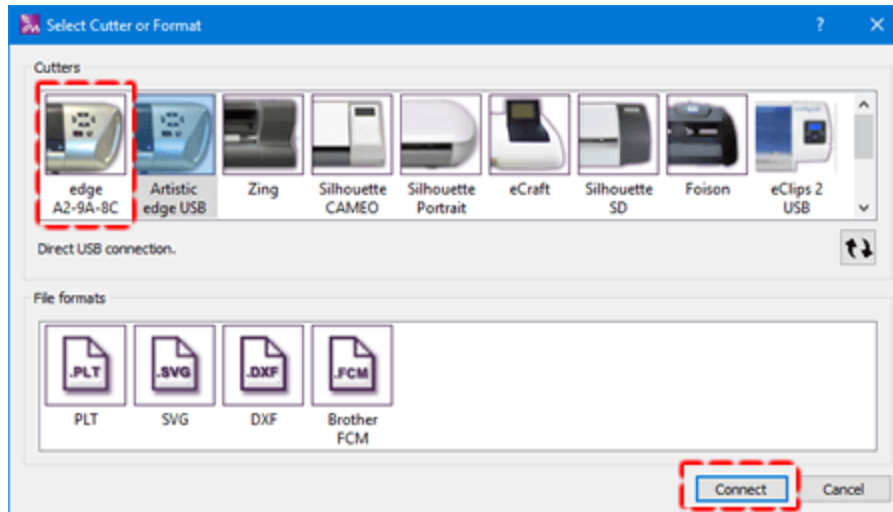 Select Cutter or Format
?
Cutters
edge
A2-9A-8C
Artistic
edge USB
Zing
Silhouette
CAMEO
Silhouette
Portrait
eCraft
Silhouette
SD
Foison
eClips 2
USB
Direct USB connection.
File formats
.PLT
PLT
.SVG
SVG
.DXF
DXF
.FCM
Brother
FCM
Connect
Cancel